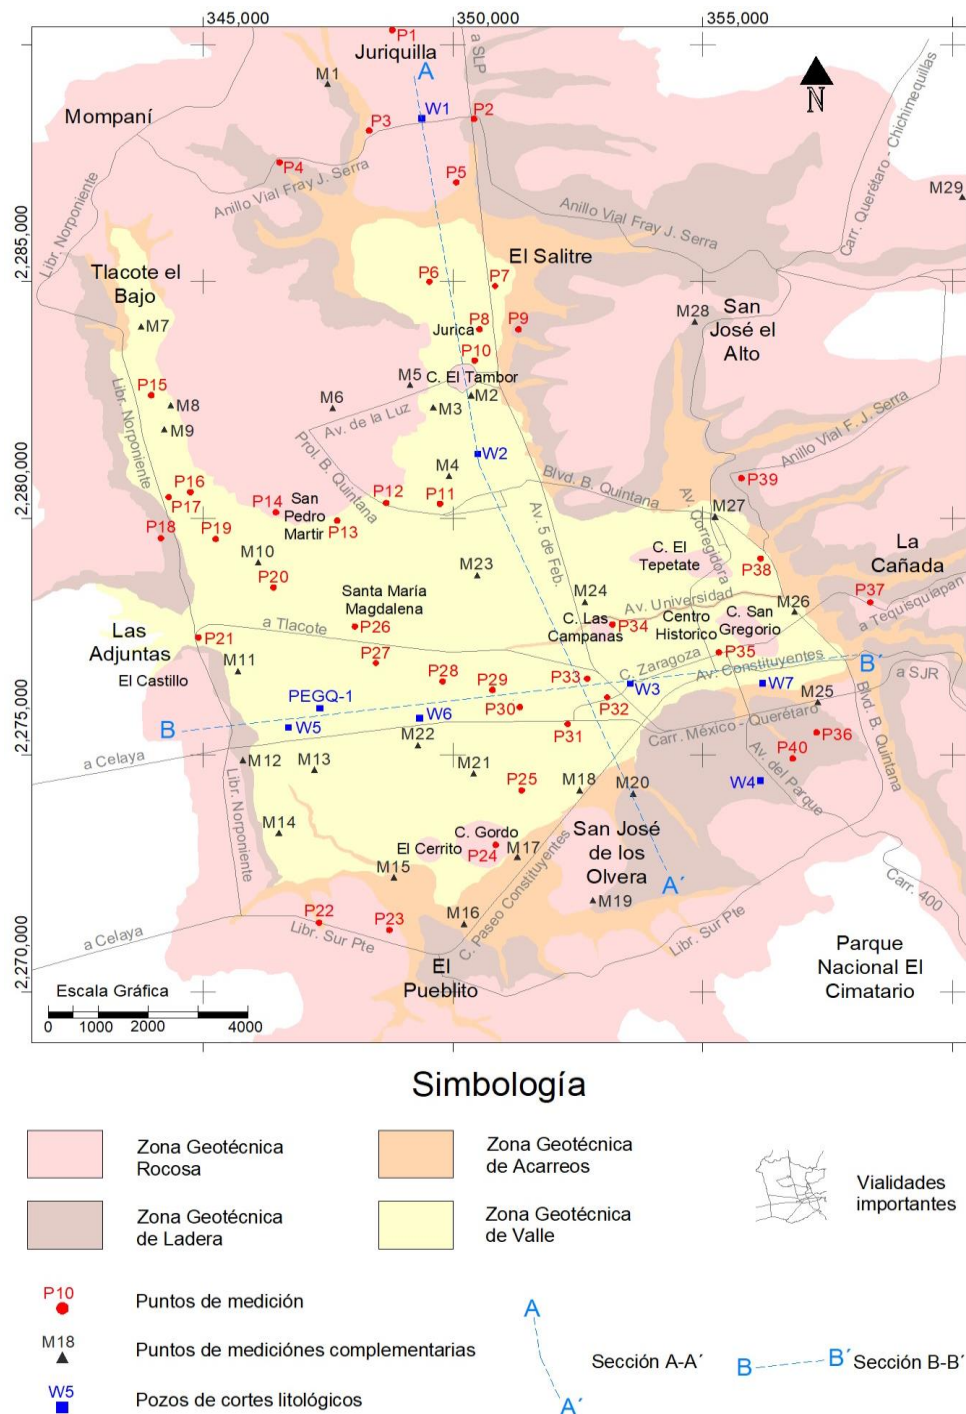 345,000
350,000
355,000
P1
Juriquilla
a SLP
M1
A
Mompaní
W1
P2
P3
P4
P5
Anillo Vial Fray J. Serra
Carr. Querétaro - Chichimequillas
M29
Libr. Norponiente
Anillo Vial Fray J. Serra
2,285,000
El Salitre
Tlacote el
Bajo
P6
P7
M7
P8
P9
Jurica
M28
San
José el
Alto
P10
M5
C. El Tambor
P15
M8
M6
M3
M2
Av. de la Luz
M9
Libr. Norponiente
Anillo Vial F. J. Serra
Prol. B. Quintana
W2
2,280,000
M4
Blvd. B. Quintana
P39
P16
P17
P14
San
Pedro
Martir
P12
P11
P13
M27
Av. Corregidora
Av. 5 de Feb.
P18
P19
M10
M23
C. El
Tepetate
P38
La
Cañada
P20
P37
Santa María
Magdalena
M24
Av. Universidad
M26
a Tequisquiapan
P26
C. Las
Campanas
P34
Centro
Historico
C. San
Gregorio
Las
Adjuntas
P21
a Tlacote
El Castillo
M11
P27
P28
P29
P33
C. Zaragoza
P35
Av. Constituyentes
B´
a SJR
PEGQ-1
W3
W7
2,275,000
B
W5
W6
P30
P32
M25
M22
P31
Carr. México - Querétaro
P36
Blvd. B. Quintana
a Celaya
M12
M13
M21
P25
M18
M20
W4
P40
Av. del Parque
Libr. Norponiente
M14
C. Gordo
El Cerrito
P24
M17
San José
de los
Olvera
A´
M15
M19
C. Paseo Constituyentes
Carr. 400
P22
P23
M16
Libr. Sur Pte
Libr. Sur Pte
a Celaya
2,270,000
El
Pueblito
Parque
Nacional El
Cimatario
N
Escala Gráfica
0 1000 2000 4000
Simbología
Zona Geotécnica
Rocosa
Zona Geotécnica
de Acarreos
Vialidades
importantes
Zona Geotécnica
de Ladera
Zona Geotécnica
de Valle
P10
Puntos de medición
M18
Puntos de mediciónes complementarias
W5
Pozos de cortes litológicos
A
A´
Sección A-A´
B
B´
Sección B-B´